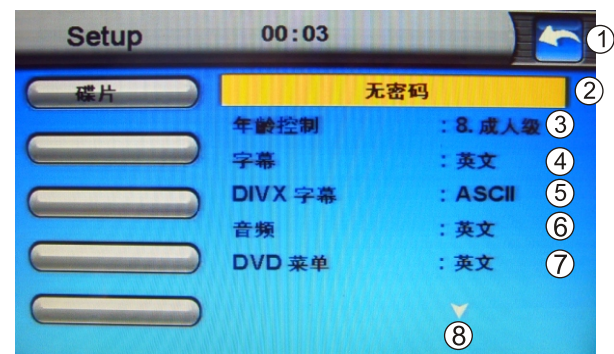 Setup 00:03 ①
碟片 无密码 ②
年龄控制 : 8. 成人级 ③
字幕 : 英文 ④
DIVX 字幕 : ASCII ⑤
音频 : 英文 ⑥
DVD 菜单 : 英文 ⑦
⑧